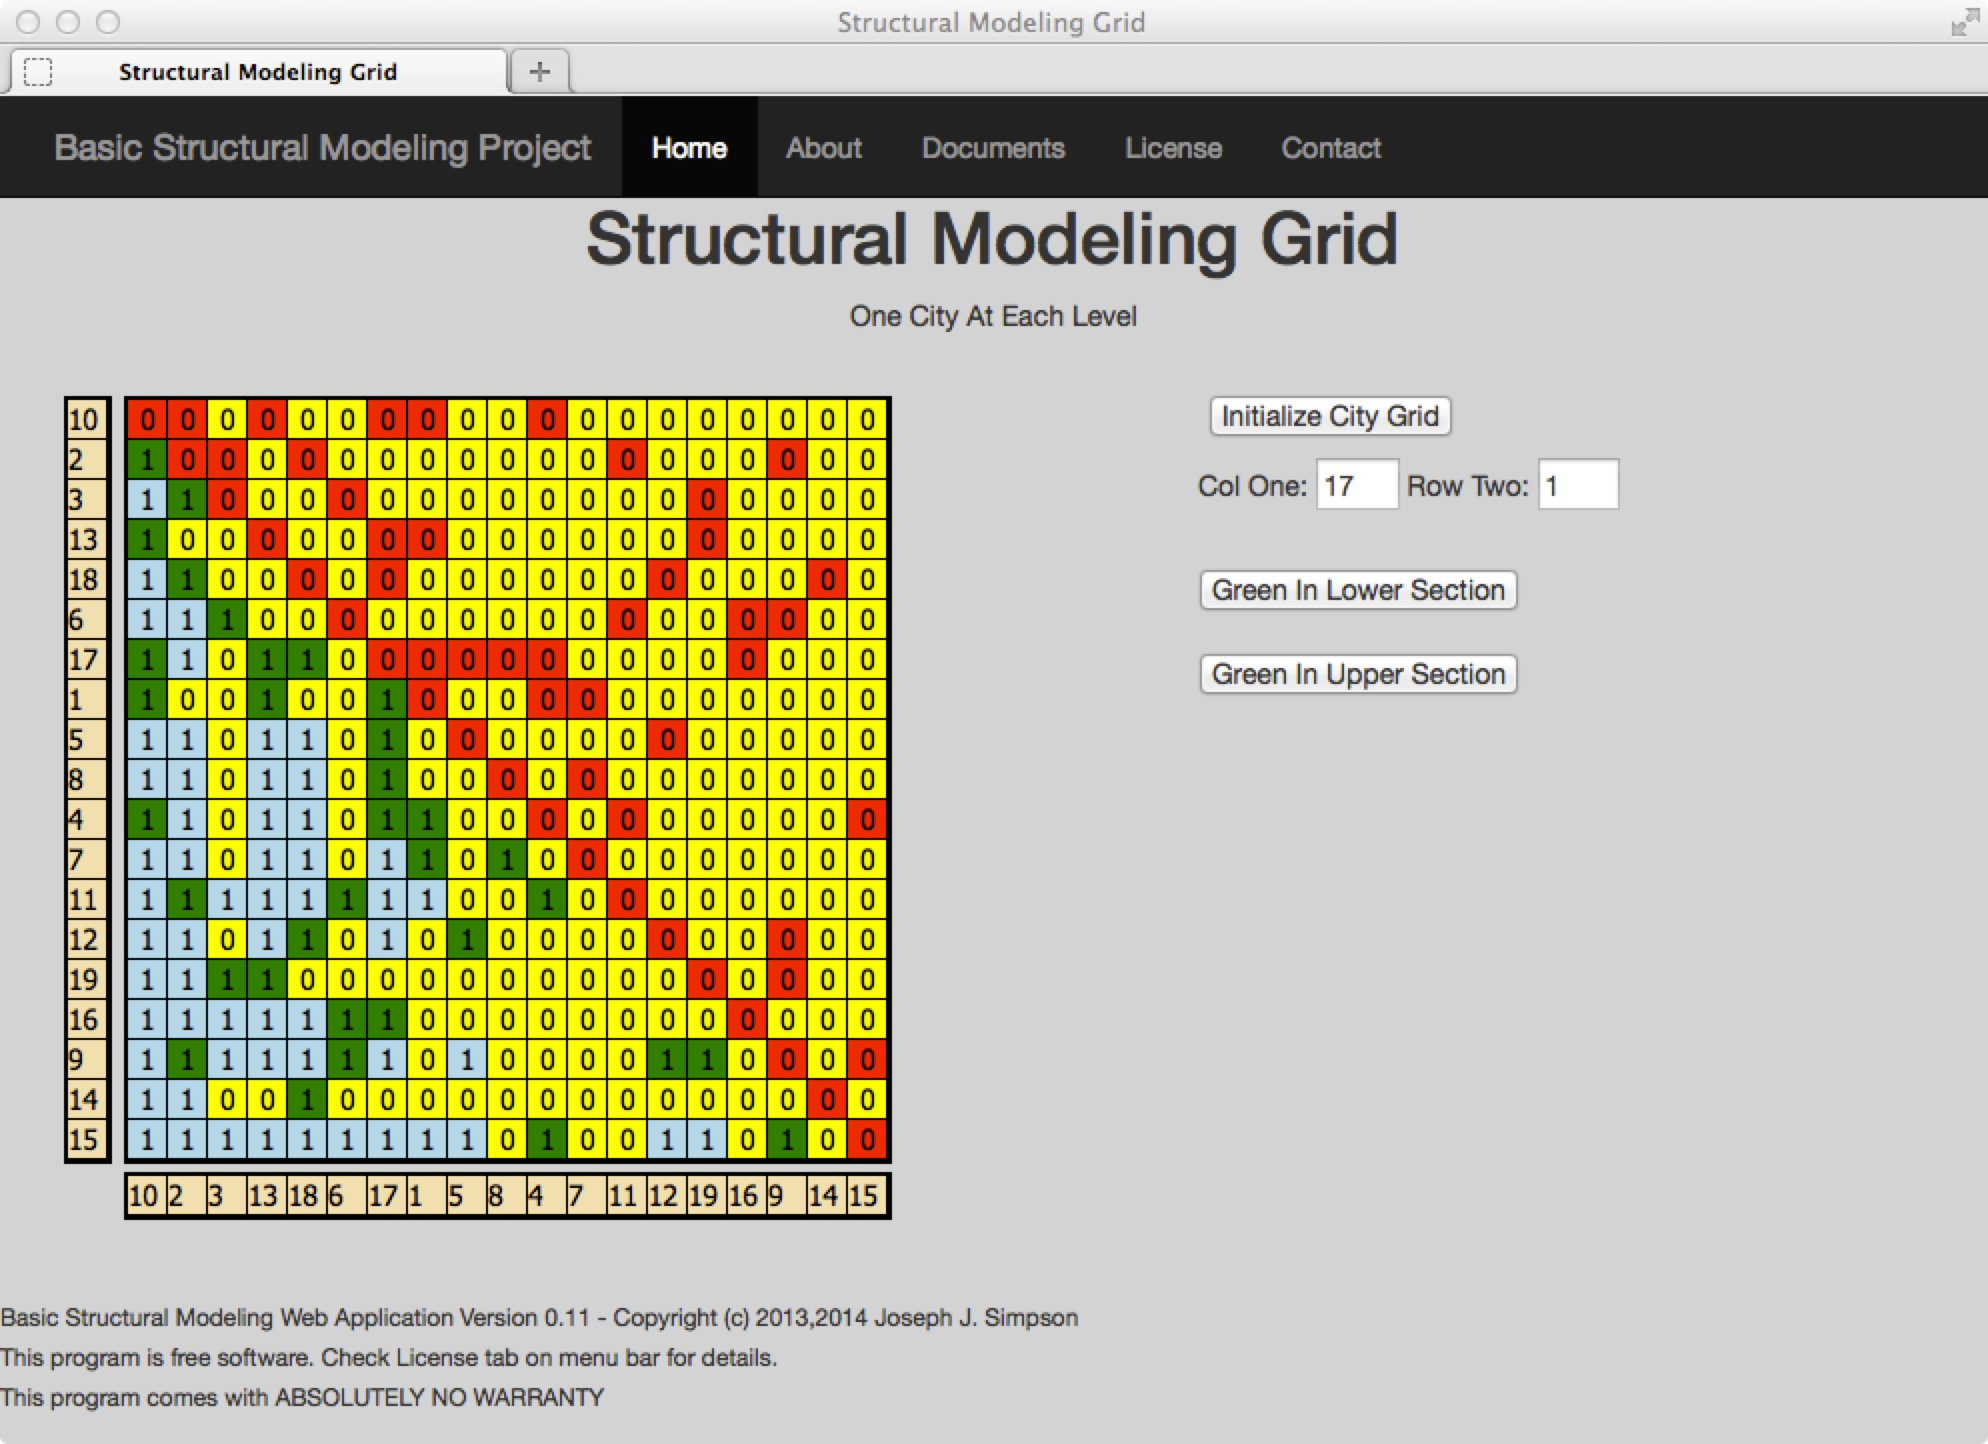 Structural Modeling Grid
Structural Modeling Grid +
Basic Structural Modeling Project Home About Documents License Contact
Structural Modeling Grid
One City At Each Level
10 0 0 0 0 0 0 0 0 0 0 0 0 0 0 0 0 0 0 0
Initialize City Grid
2 1 0 0 0 0 0 0 0 0 0 0 0 0 0 0 0 0 0 0
Col One: 17 Row Two: 1
3 1 1 0 0 0 0 0 0 0 0 0 0 0 0 0 0 0 0 0
13 1 0 0 0 0 0 0 0 0 0 0 0 0 0 0 0 0 0 0
18 1 1 0 0 0 0 0 0 0 0 0 0 0 0 0 0 0 0 0
Green In Lower Section
6 1 1 1 0 0 0 0 0 0 0 0 0 0 0 0 0 0 0 0
17 1 1 0 1 1 0 0 0 0 0 0 0 0 0 0 0 0 0 0
Green In Upper Section
1 1 0 0 1 0 0 1 0 0 0 0 0 0 0 0 0 0 0 0
5 1 1 0 1 1 0 1 0 0 0 0 0 0 0 0 0 0 0 0
8 1 1 0 1 1 0 1 0 0 0 0 0 0 0 0 0 0 0 0
4 1 1 0 1 1 0 1 1 0 0 0 0 0 0 0 0 0 0 0
7 1 1 0 1 1 0 1 1 0 1 0 0 0 0 0 0 0 0 0
11 1 1 1 1 1 1 1 1 0 0 1 0 0 0 0 0 0 0 0
12 1 1 0 1 1 0 1 0 1 0 0 0 0 0 0 0 0 0 0
19 1 1 1 1 0 0 0 0 0 0 0 0 0 0 0 0 0 0 0
16 1 1 1 1 1 1 1 0 0 0 0 0 0 0 0 0 0 0 0
9 1 1 1 1 1 1 1 0 1 0 0 0 0 1 1 0 0 0 0
14 1 1 0 0 1 0 0 0 0 0 0 0 0 0 0 0 0 0 0
15 1 1 1 1 1 1 1 1 1 0 1 0 0 1 1 0 1 0 0
10 2 3 13 18 6 17 1 5 8 4 7 11 12 19 16 9 14 15
Basic Structural Modeling Web Application Version 0.11 - Copyright (c) 2013,2014 Joseph J. Simpson
This program is free software. Check License tab on menu bar for details.
This program comes with ABSOLUTELY NO WARRANTY